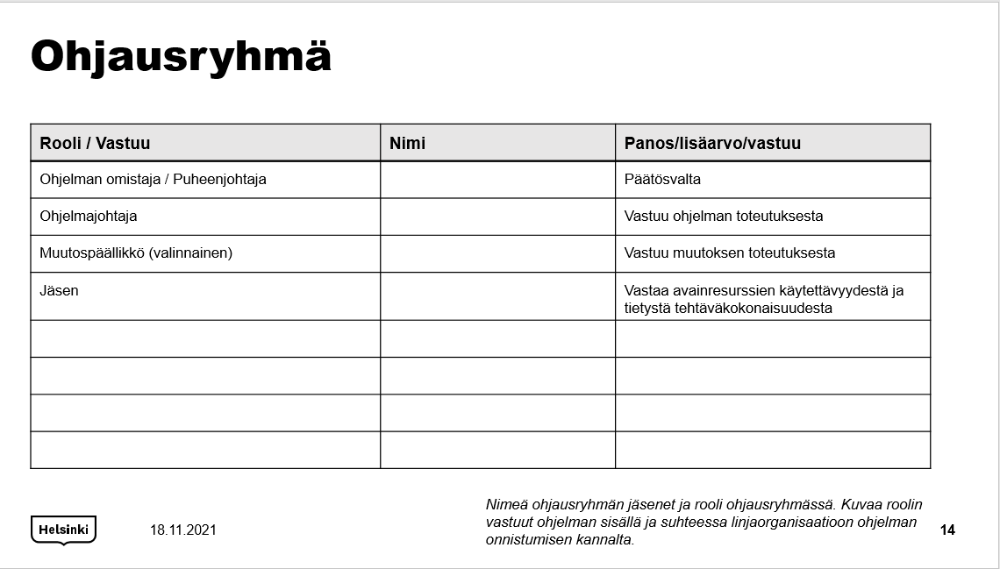 Ohjausryhmä
Rooli / Vastuu Nimi Panos/lisäarvo/vastuu
Ohjelman omistaja / Puheenjohtaja Päätösvalta
Ohjelmajohtaja Vastuu ohjelman toteutuksesta
Muutospäällikkö (valinnainen) Vastuu muutoksen toteutuksesta
Jäsen Vastaa avainresurssien käytettävyydestä ja
tietystä tehtäväkokonaisuudesta
Nimeä ohjausryhmän jäsenet ja rooli ohjausryhmässä. Kuvaa roolin
vastuut ohjelman sisällä ja suhteessa linjaorganisaatioon ohjelman
onnistumisen kannalta.
Helsinki 18.11.2021 14